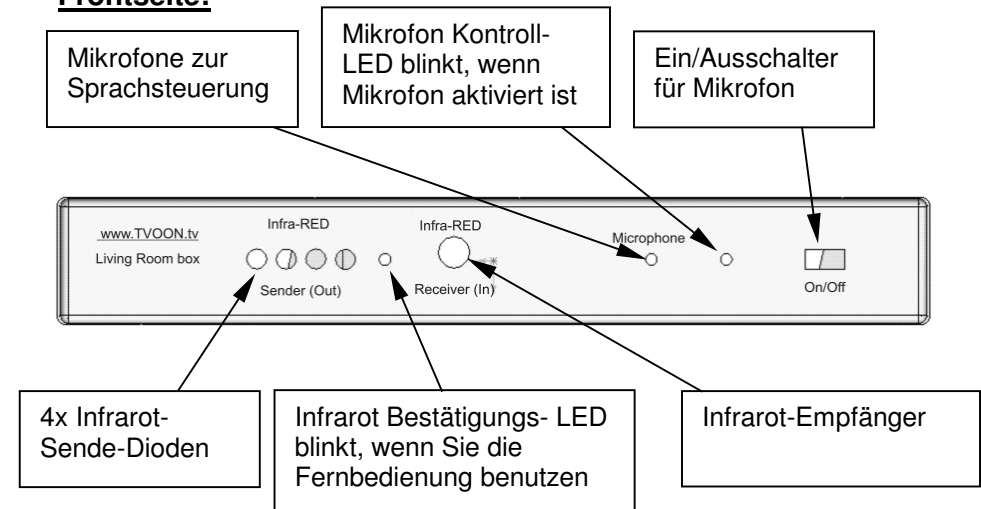 Frontseite:
Mikrofone zur
Sprachsteuerung
Mikrofon Kontroll-
LED blinkt, wenn
Mikrofon aktiviert ist
Ein/Ausschalter
für Mikrofon
www.TVOON.tv
Living Room box
Infra-RED
Sender (Out)
Infra-RED
Receiver (In)
Microphone
On/Off
4x Infrarot-
Sende-Dioden
Infrarot Bestätigungs- LED
blinkt, wenn Sie die
Fernbedienung benutzen
Infrarot-Empfänger